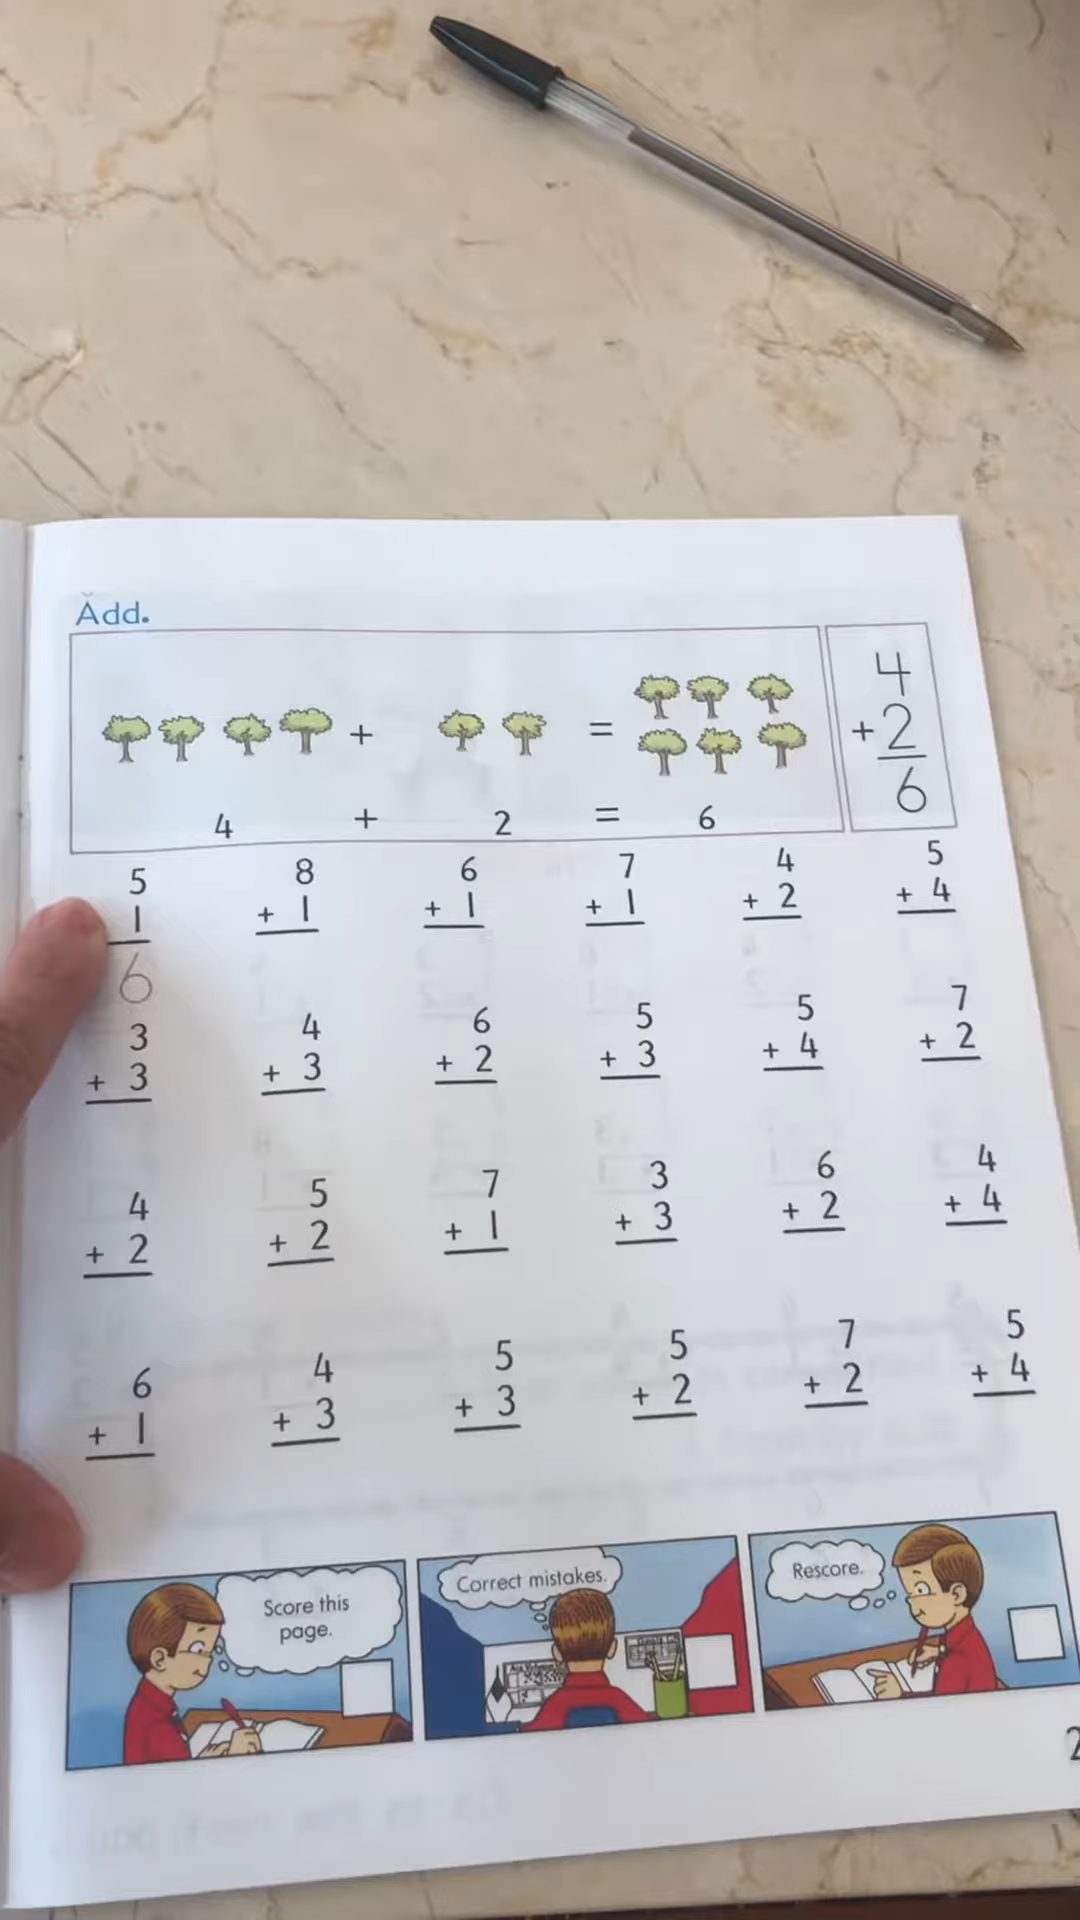 Ădd.
4 + 2 = 6
4
+ 2
6
5 8 6 7 4 5
1 + 1 + 1 + 1 + 2 + 4
6
3 4 6 5 5 7
+ 3 + 3 + 2 + 3 + 4 + 2
4 5 7 3 6 4
+ 2 + 2 + 1 + 3 + 2 + 4
6 4 5 5 7 5
+ 1 + 3 + 3 + 2 + 2 + 4
Score this
page.
Correct mistakes.
Rescore.